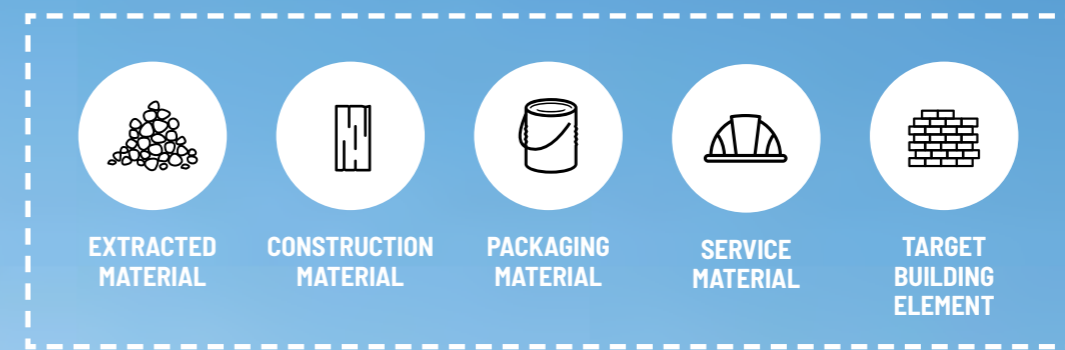 EXTRACTED
MATERIAL
CONSTRUCTION
MATERIAL
PACKAGING
MATERIAL
SERVICE
MATERIAL
TARGET
BUILDING
ELEMENT